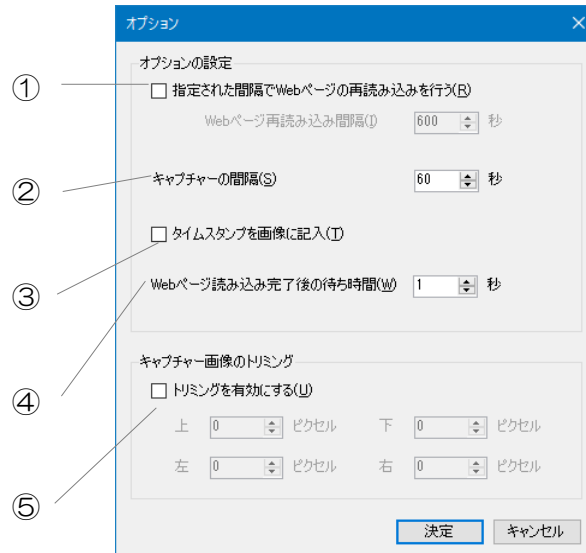 オプション
オプションの設定
① 指定された間隔でWebページの再読み込みを行う(R)
Webページ再読み込み間隔(I) 600 秒
② キャプチャーの間隔(S) 60 秒
タイムスタンプを画像に記入(T)
③
Webページ読み込み完了後の待ち時間(W) 1 秒
キャプチャー画像のトリミング
④
トリミングを有効にする(U)
上 0 ピクセル 下 0 ピクセル
左 0 ピクセル 右 0 ピクセル
⑤
決定 キャンセル